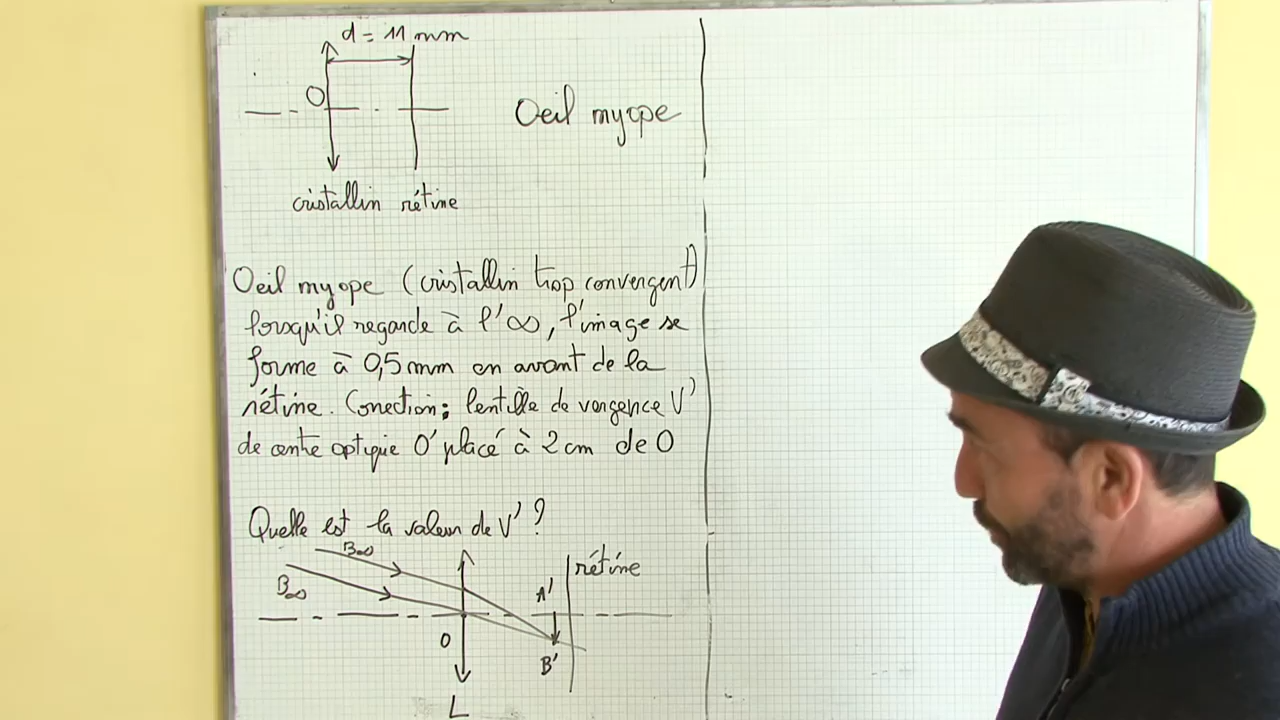 d = 11 mm
O
Oeil myope
cristallin rétine
Oeil myope (cristallin trop convergent)
lorsqu'il regarde à l'∞, l'image se
forme à 0,5 mm en avant de la
rétine. Correction : lentille de vergence V'
de centre optique O' placé à 2 cm de O
Quelle est la valeur de V' ?
B∞
rétine
B∞
A'
O
B'
L